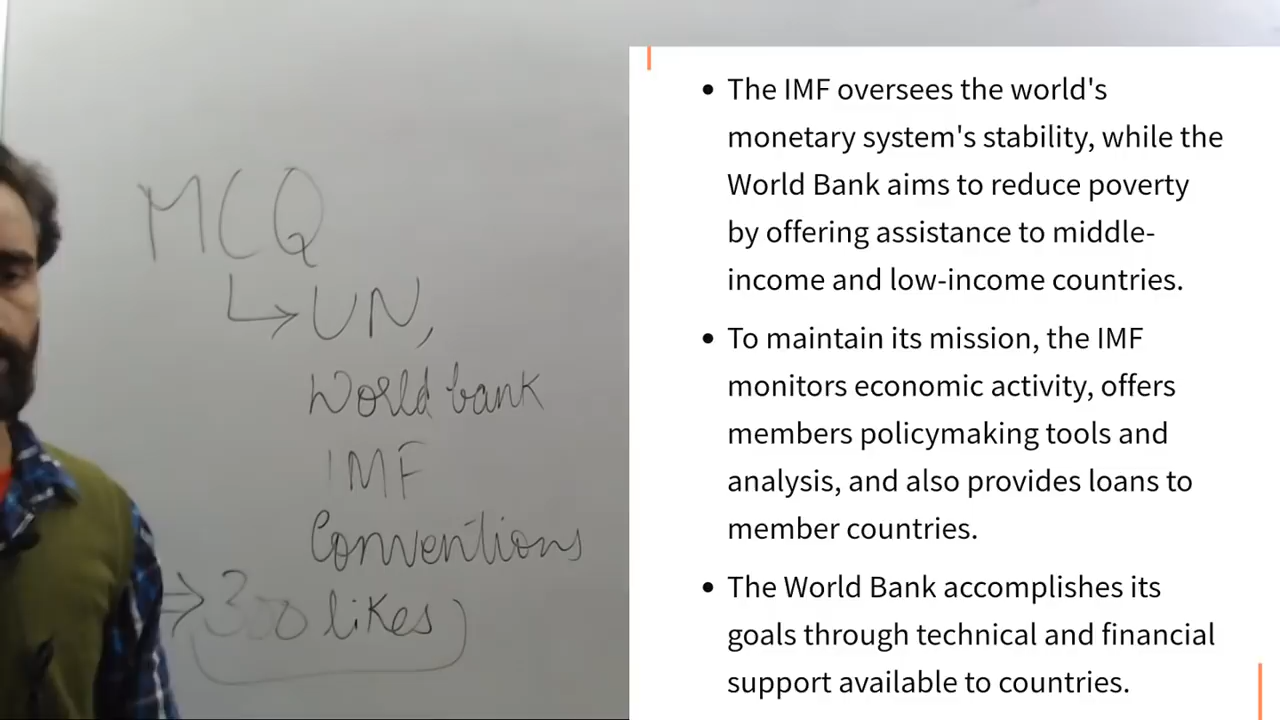 MCQ
UN,
World bank
IMF
Conventions
300 likes
• The IMF oversees the world's
monetary system's stability, while the
World Bank aims to reduce poverty
by offering assistance to middle-
income and low-income countries.
• To maintain its mission, the IMF
monitors economic activity, offers
members policymaking tools and
analysis, and also provides loans to
member countries.
• The World Bank accomplishes its
goals through technical and financial
support available to countries.